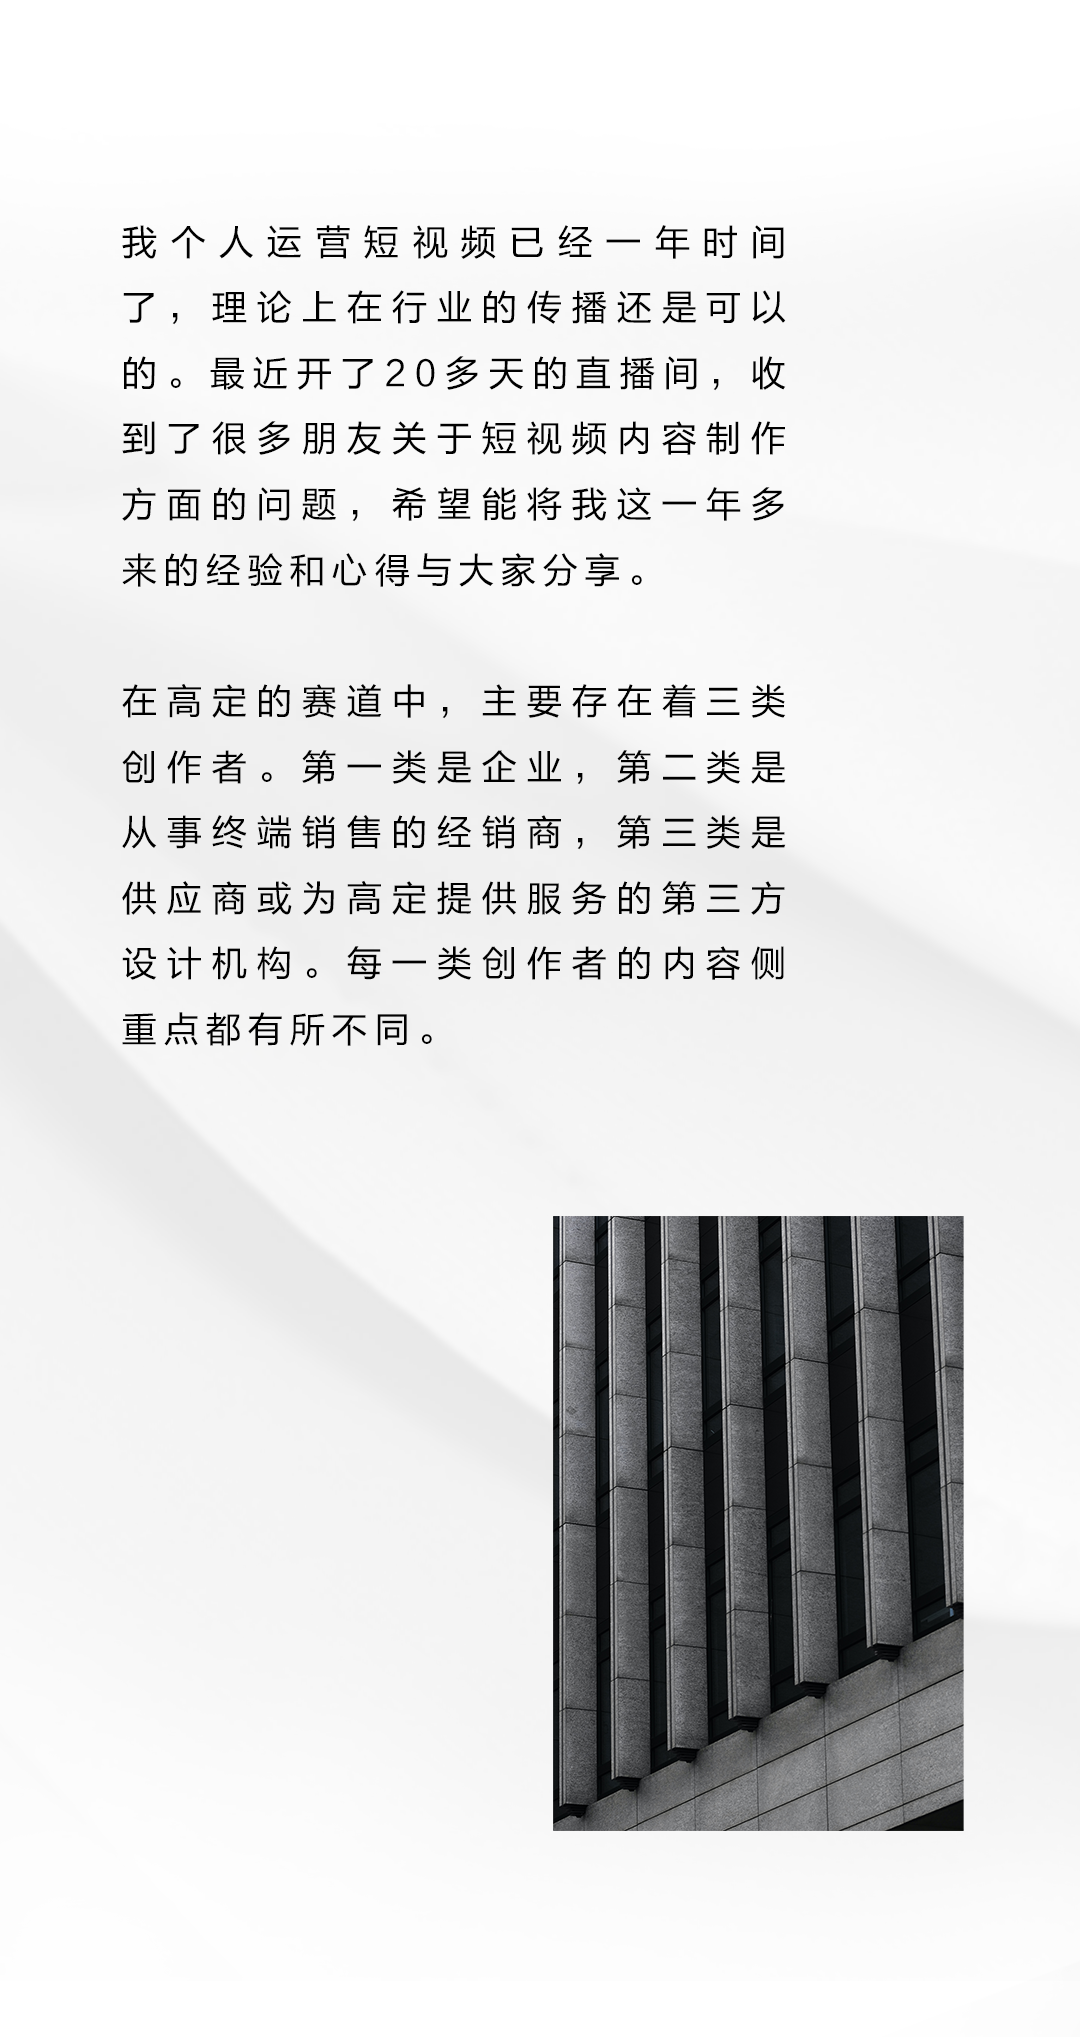 我个人运营短视频已经一年时间
了，理论上在行业的传播还是可以
的。最近开了20多天的直播间，收
到了很多朋友关于短视频内容制作
方面的问题，希望能将我这一年多
来的经验和心得与大家分享。
在高定的赛道中，主要存在着三类
创作者。第一类是企业，第二类是
从事终端销售的经销商，第三类是
供应商或为高定提供服务的第三方
设计机构。每一类创作者的内容侧
重点都有所不同。